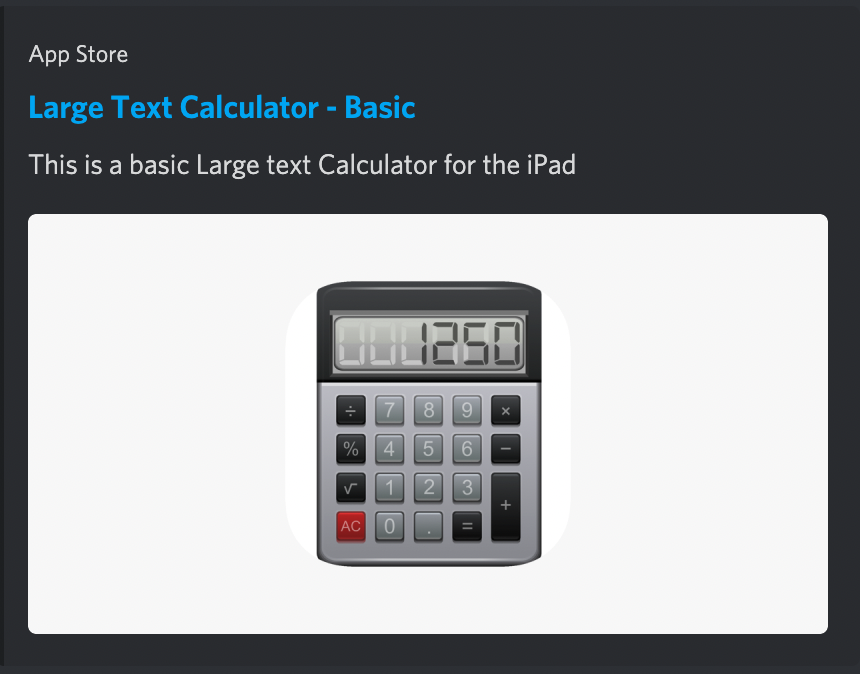 App Store
Large Text Calculator - Basic
This is a basic Large text Calculator for the iPad
1250
÷ 7 8 9 ×
% 4 5 6 −
√ 1 2 3 +
AC 0 . =